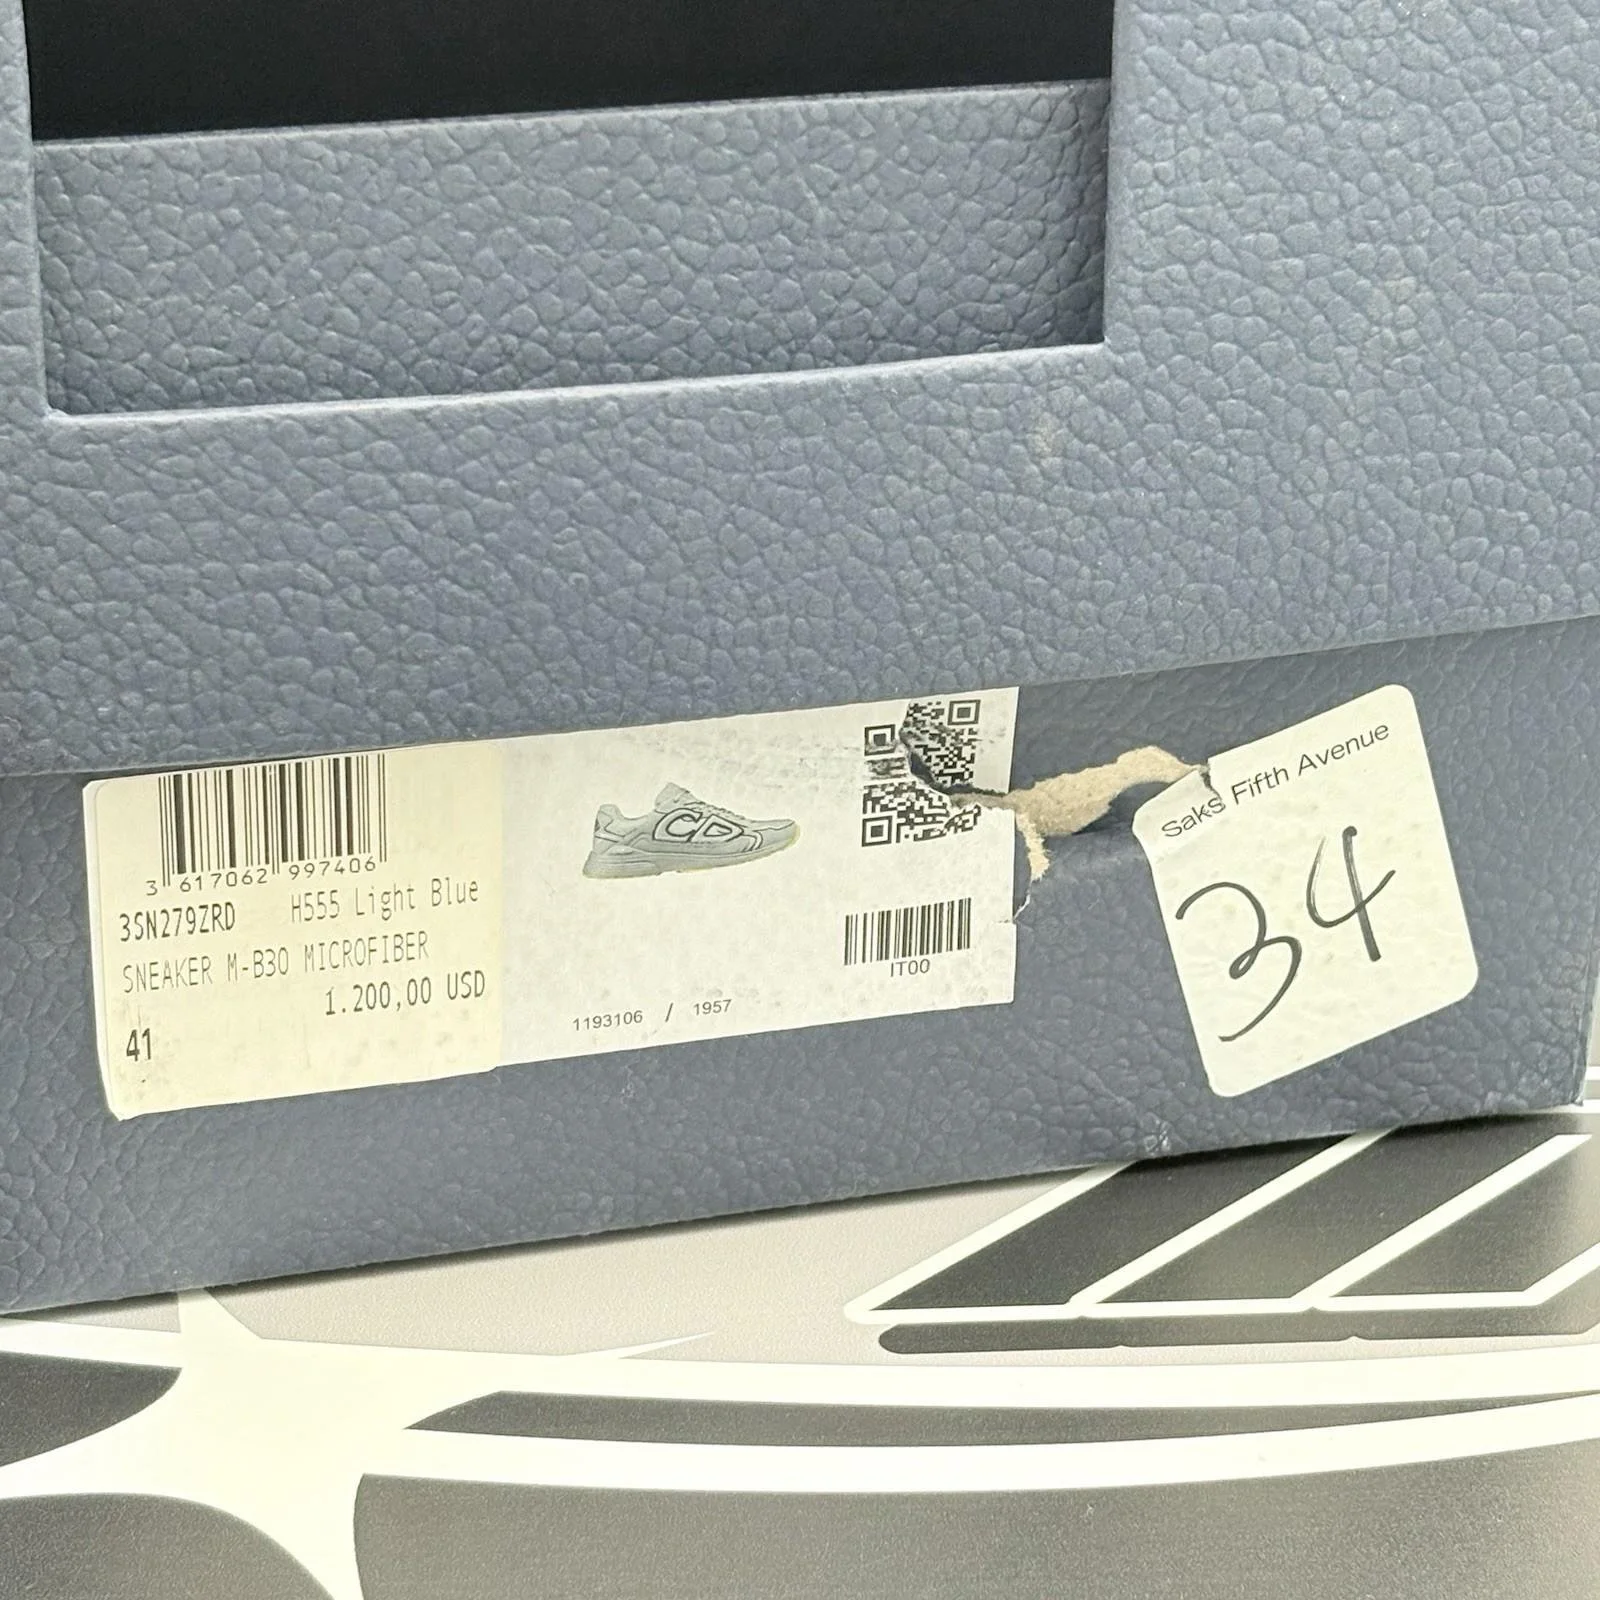 3 617062 997406
3SN279ZRD H555 Light Blue
SNEAKER M-B30 MICROFIBER
1.200,00 USD
41
CD
IT00
1193106 / 1957
Saks Fifth Avenue
34